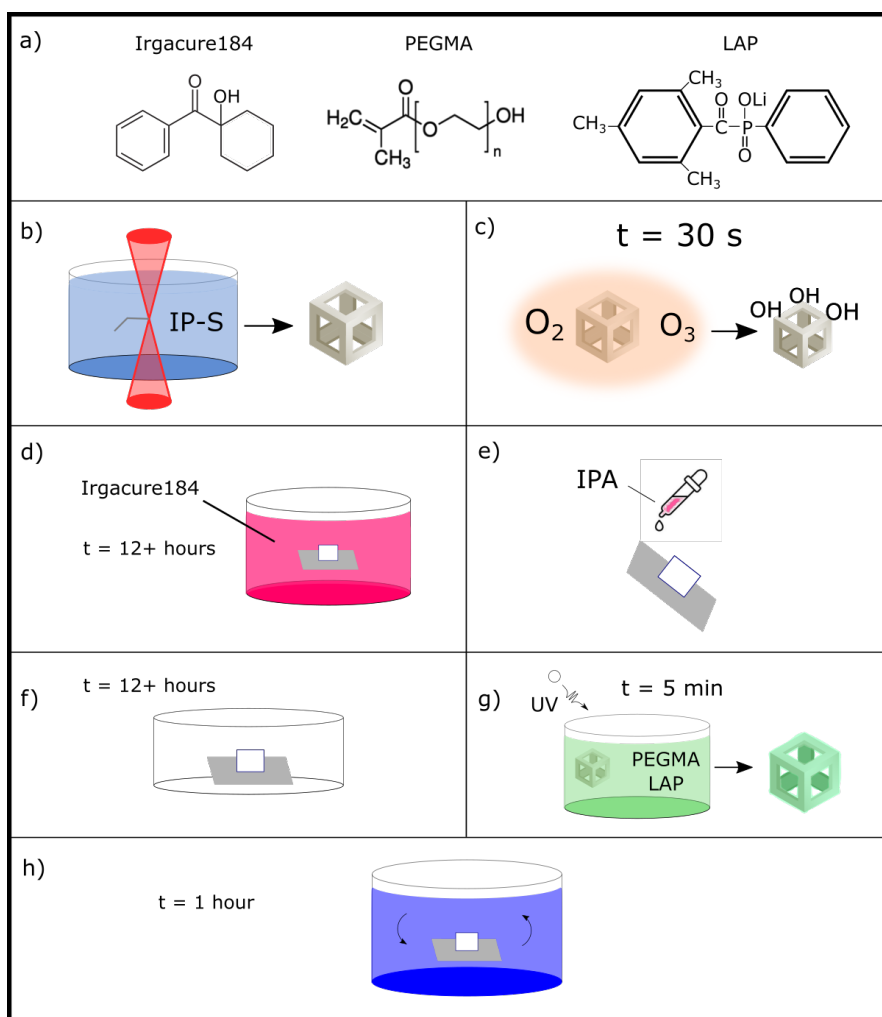 a)
Irgacure184
PEGMA
LAP
O
OH
H₂C
O
O
CH₃
OH
n
CH₃
O
OLi
CH₃
C
P
O
CH₃
b)
IP-S
c)
t = 30 s
O₂
O₃
OH
OH
OH
d)
Irgacure184
t = 12+ hours
e)
IPA
f)
t = 12+ hours
g)
UV
t = 5 min
PEGMA
LAP
h)
t = 1 hour